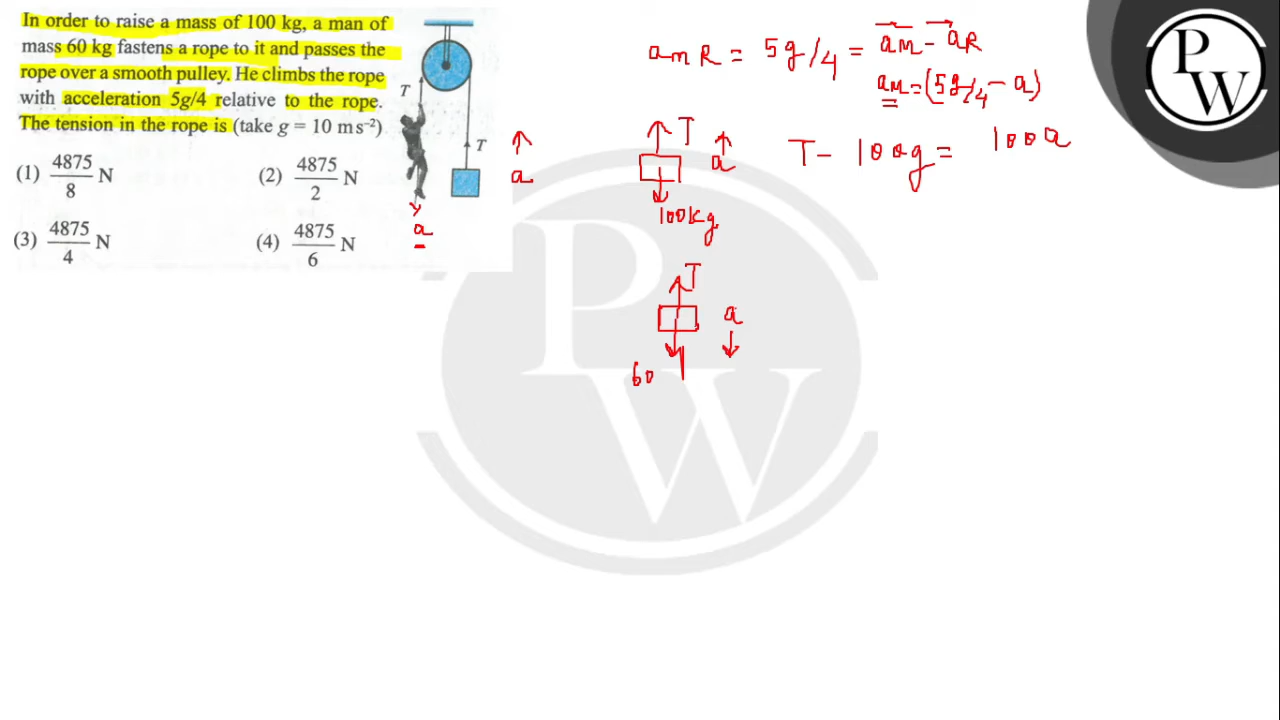 In order to raise a mass of 100 kg, a man of
mass 60 kg fastens a rope to it and passes the
rope over a smooth pulley. He climbs the rope
with acceleration 5g/4 relative to the rope.
The tension in the rope is (take g = 10 ms⁻²)
(1) 4875/8 N
(2) 4875/2 N
(3) 4875/4 N
(4) 4875/6 N
T
T
a
a
amR = 5g/4 = aM - aR
aM = (5g/4 - a)
T
a
100kg
T - 100g = 100a
T
a
60
P
W
P
W